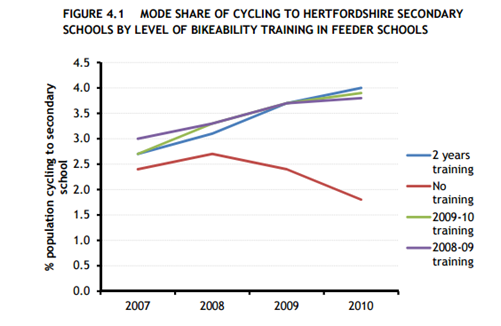 FIGURE 4.1 MODE SHARE OF CYCLING TO HERTFORDSHIRE SECONDARY
SCHOOLS BY LEVEL OF BIKEABILITY TRAINING IN FEEDER SCHOOLS
% population cycling to secondary
school
4.5
4.0
3.5
3.0
2.5
2.0
1.5
1.0
0.5
0.0
2007 2008 2009 2010
2 years
training
No
training
2009-10
training
2008-09
training